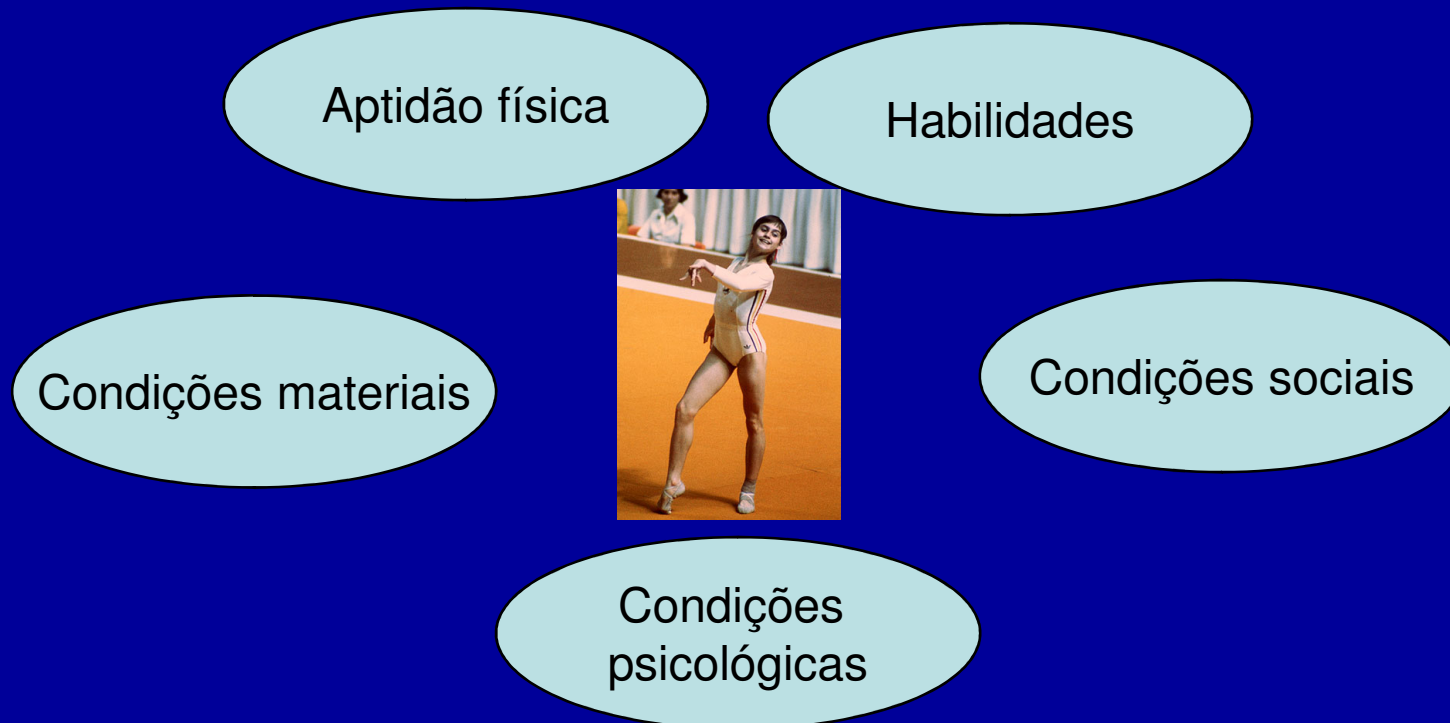 Aptidão física
Habilidades
Condições materiais
Condições sociais
Condições
psicológicas